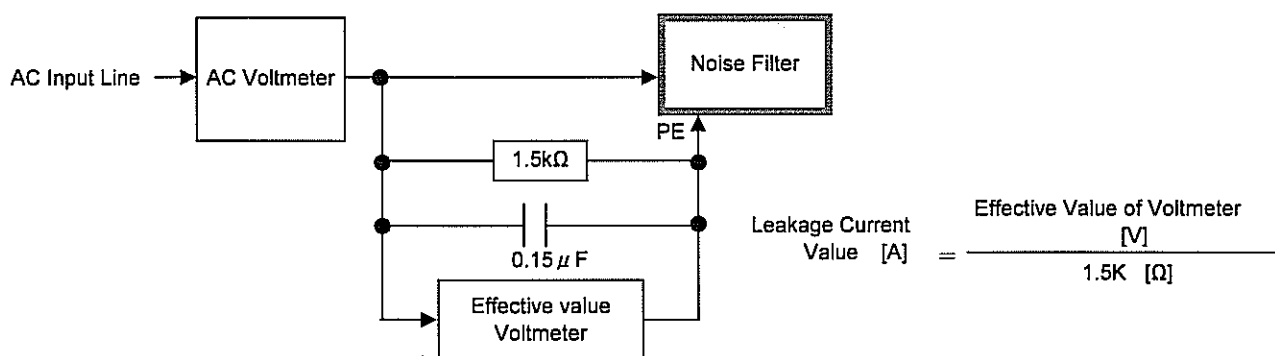 AC Input Line
AC Voltmeter
Noise Filter
PE
1.5kΩ
0.15 μ F
Effective value
Voltmeter
Leakage Current
Value [A]
=
Effective Value of Voltmeter
[V]
1.5K [Ω]